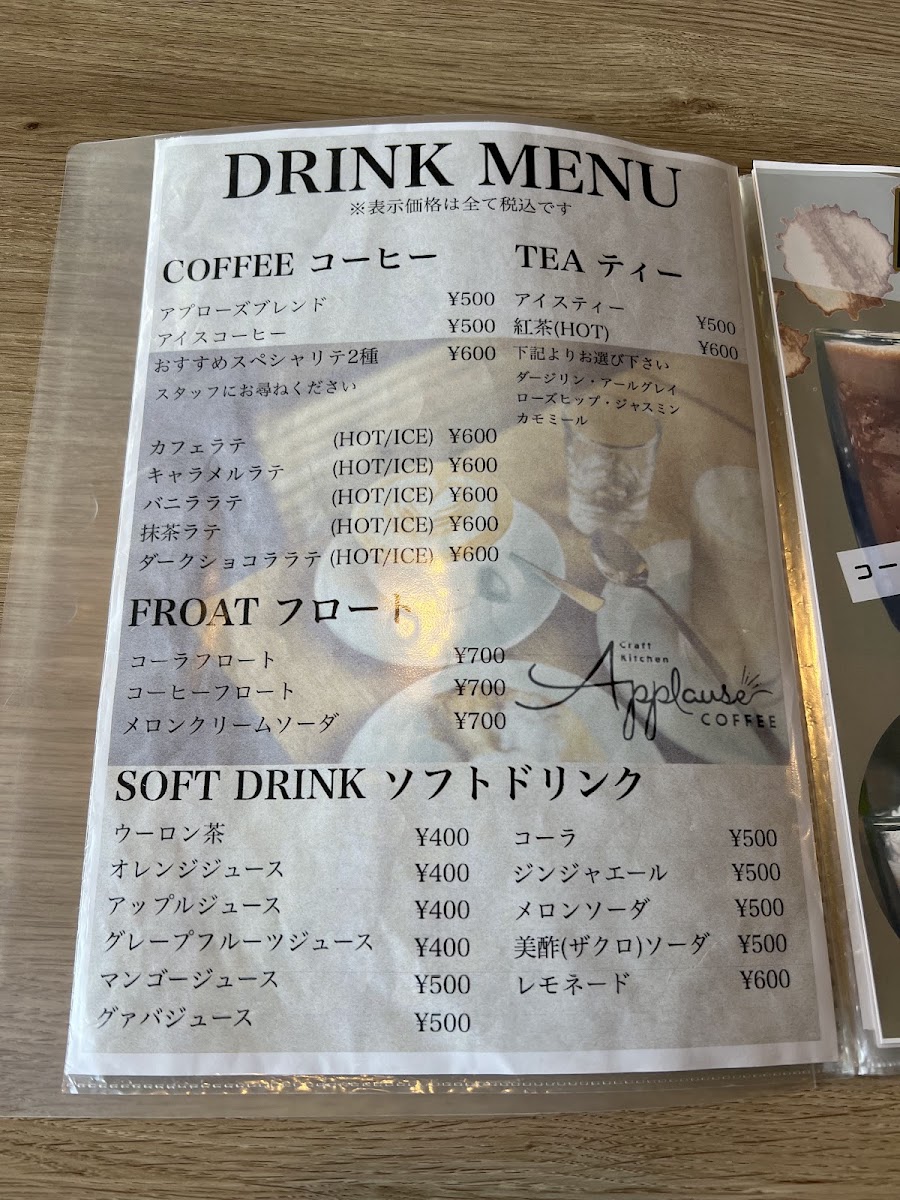 DRINK MENU
※表示価格は全て税込です
COFFEE コーヒー
アプローズブレンド ¥500
アイスコーヒー ¥500
おすすめスペシャリテ2種 ¥600
スタッフにお尋ねください
カフェラテ (HOT/ICE) ¥600
キャラメルラテ (HOT/ICE) ¥600
バニララテ (HOT/ICE) ¥600
抹茶ラテ (HOT/ICE) ¥600
ダークショコララテ (HOT/ICE) ¥600
TEA ティー
アイスティー ¥500
紅茶(HOT) ¥600
下記よりお選び下さい
ダージリン・アールグレイ
ローズヒップ・ジャスミン
カモミール
FROAT フロート
コーラフロート ¥700
コーヒーフロート ¥700
メロンクリームソーダ ¥700
Craft
Kitchen
Applause
COFFEE
SOFT DRINK ソフトドリンク
ウーロン茶 ¥400
オレンジジュース ¥400
アップルジュース ¥400
グレープフルーツジュース ¥400
マンゴージュース ¥500
グァバジュース ¥500
コーラ ¥500
ジンジャエール ¥500
メロンソーダ ¥500
美酢(ザクロ)ソーダ ¥500
レモネード ¥600
コー